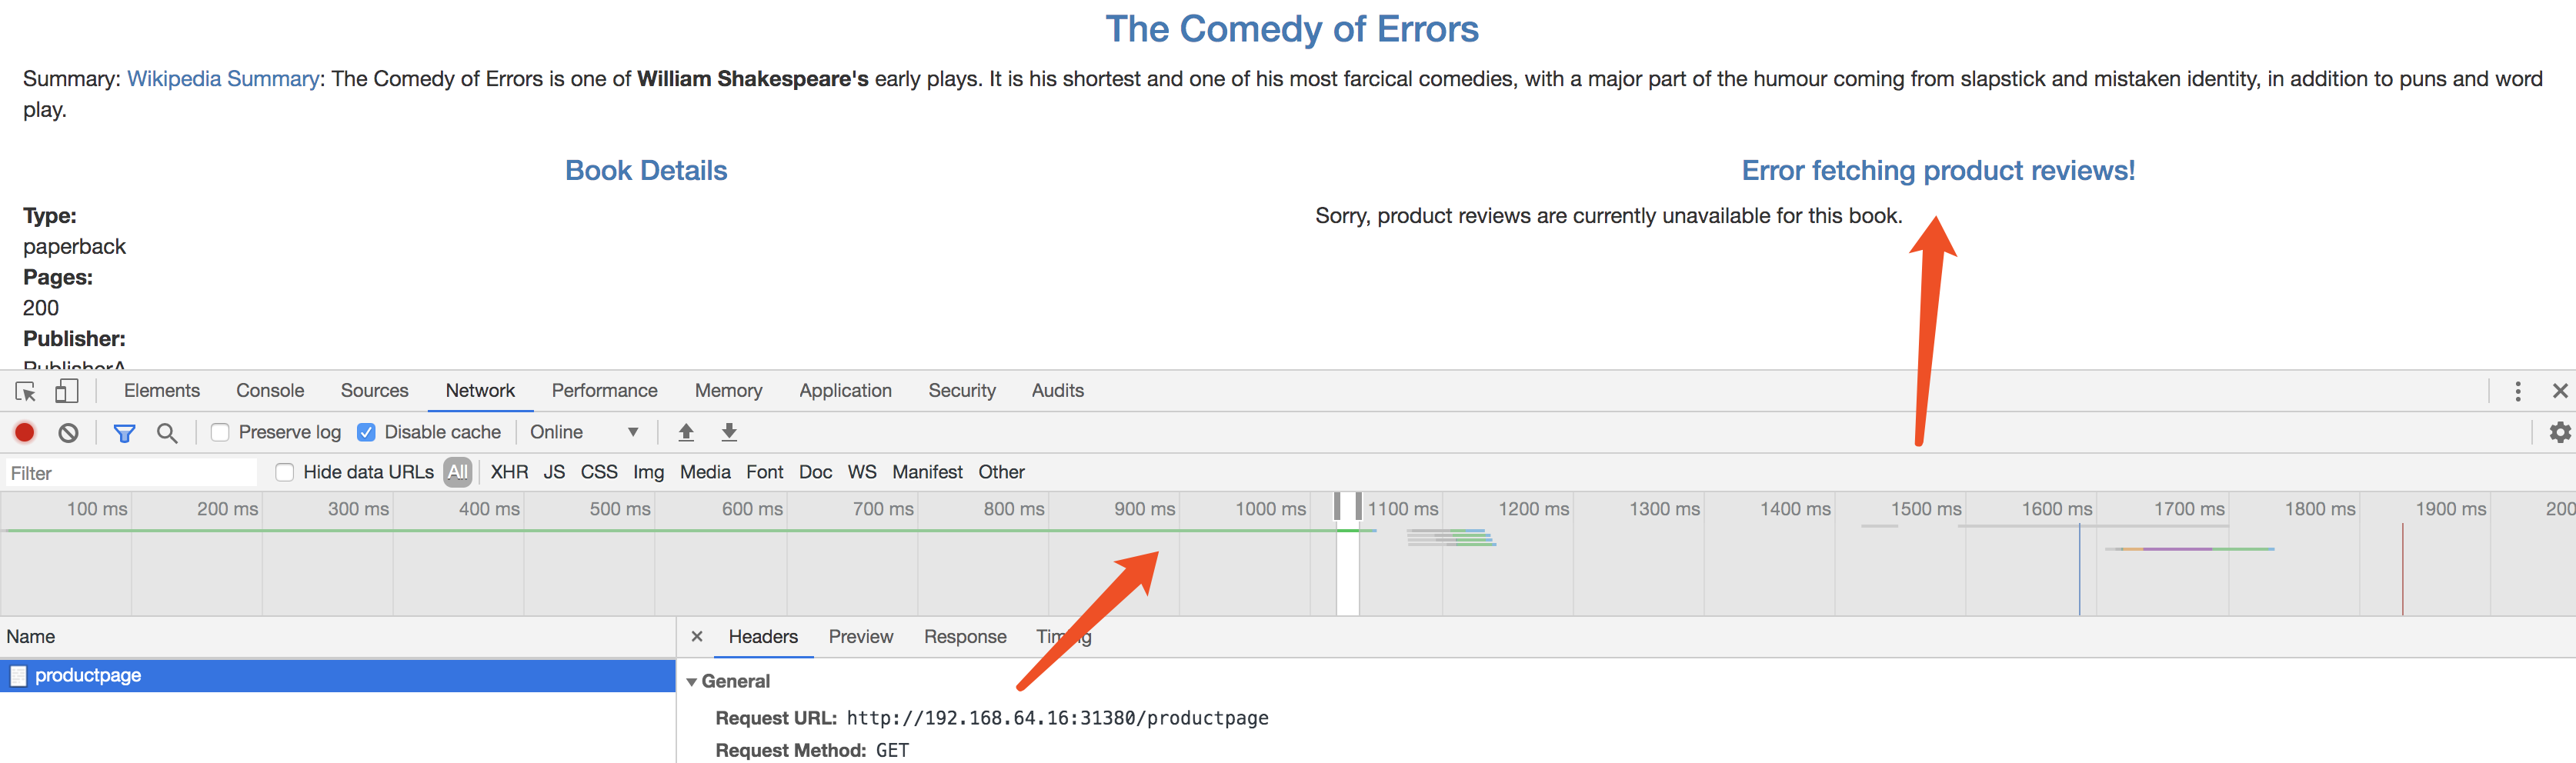 The Comedy of Errors
Summary: Wikipedia Summary: The Comedy of Errors is one of William Shakespeare's early plays. It is his shortest and one of his most farcical comedies, with a major part of the humour coming from slapstick and mistaken identity, in addition to puns and word
play.
Book Details
Error fetching product reviews!
Type:
paperback
Pages:
200
Publisher:
PublisherA
Sorry, product reviews are currently unavailable for this book.
Elements Console Sources Network Performance Memory Application Security Audits
Preserve log Disable cache Online
Filter Hide data URLs All XHR JS CSS Img Media Font Doc WS Manifest Other
100 ms 200 ms 300 ms 400 ms 500 ms 600 ms 700 ms 800 ms 900 ms 1000 ms 1100 ms 1200 ms 1300 ms 1400 ms 1500 ms 1600 ms 1700 ms 1800 ms 1900 ms 200
Name
productpage
Headers Preview Response Timing
General
Request URL: http://192.168.64.16:31380/productpage
Request Method: GET